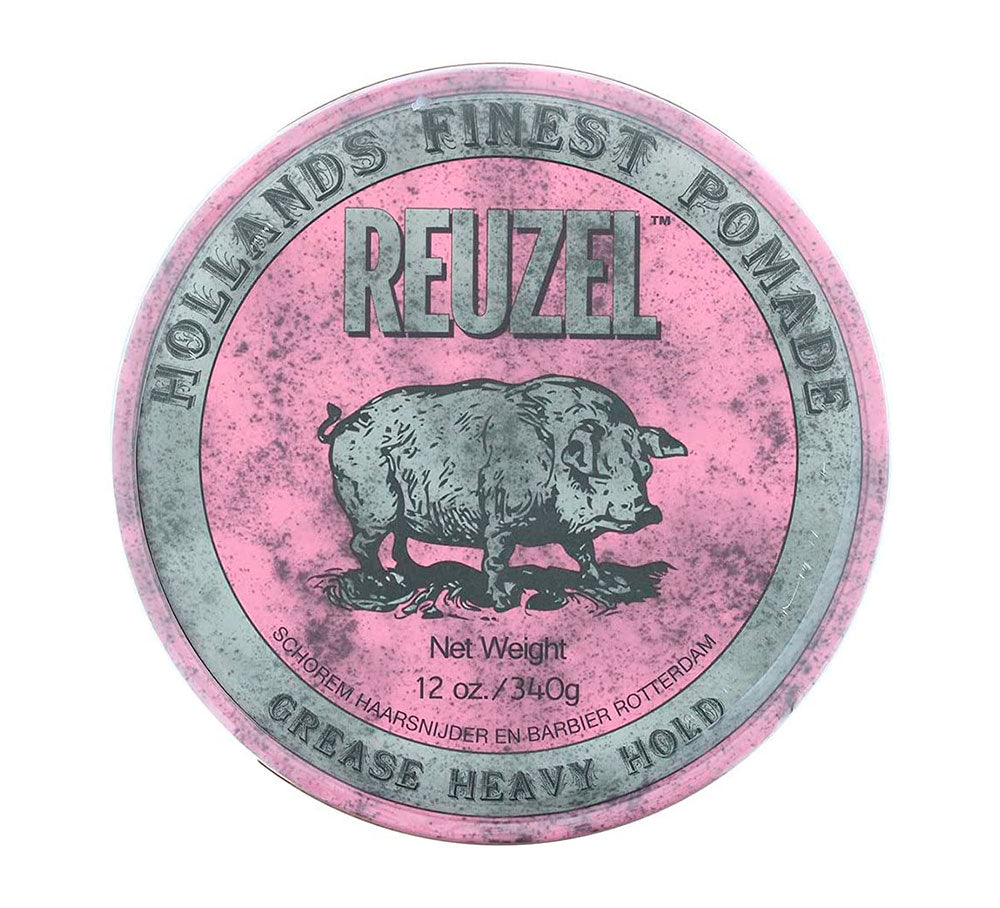 HOLLANDS FINEST POMADE
REUZEL™
Net Weight
12 oz./340g
SCHOREM HAARSNIJDER EN BARBIER ROTTERDAM
GREASE HEAVY HOLD